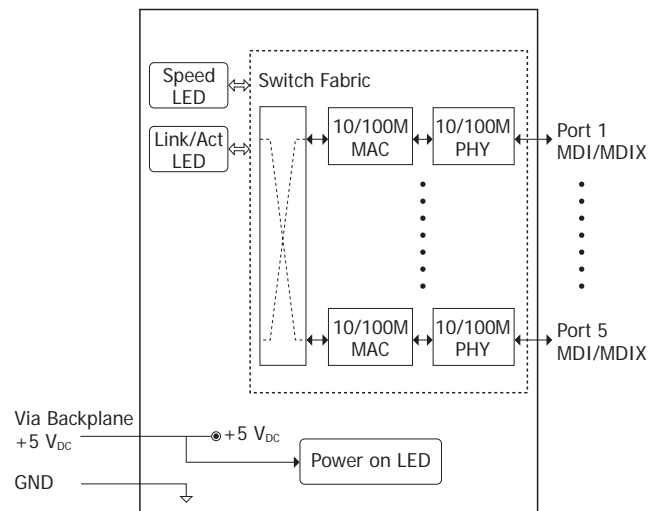 Speed
LED
Switch Fabric
Link/Act
LED
10/100M
MAC
10/100M
PHY
Port 1
MDI/MDIX
10/100M
MAC
10/100M
PHY
Port 5
MDI/MDIX
Via Backplane
+5 VDC
+5 VDC
Power on LED
GND